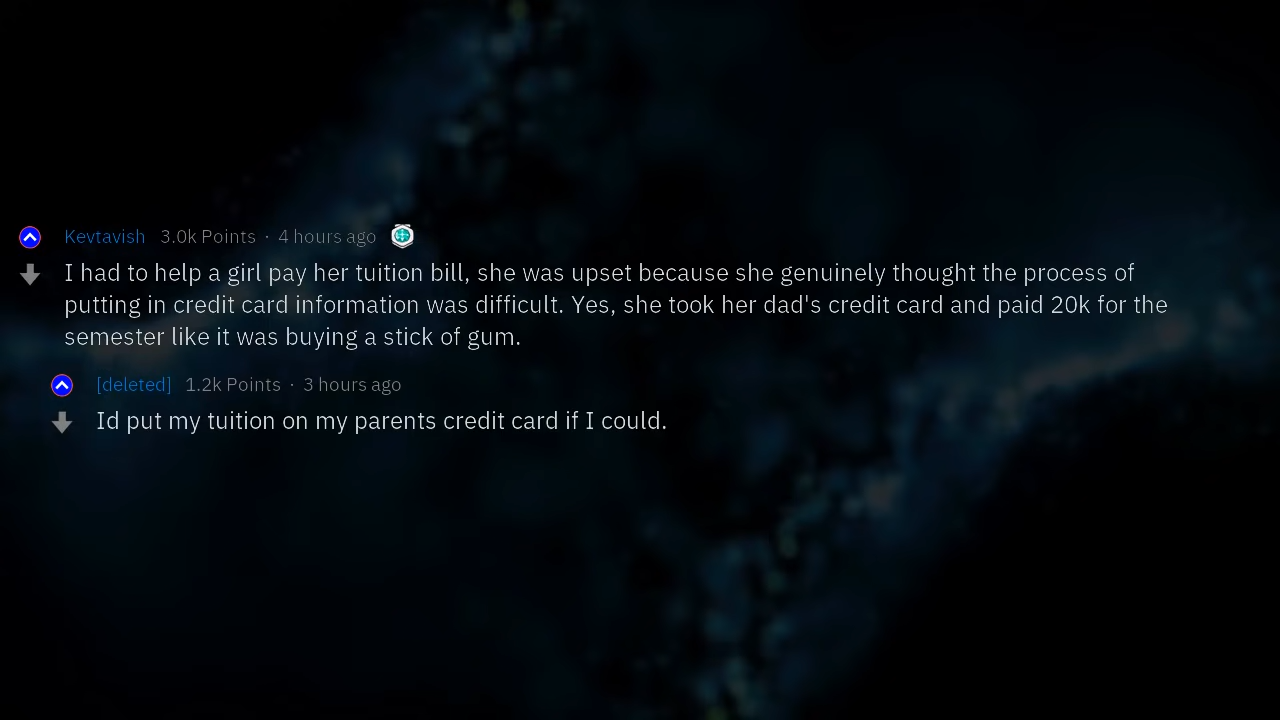 Kevtavish 3.0k Points · 4 hours ago
I had to help a girl pay her tuition bill, she was upset because she genuinely thought the process of
putting in credit card information was difficult. Yes, she took her dad's credit card and paid 20k for the
semester like it was buying a stick of gum.
[deleted] 1.2k Points · 3 hours ago
Id put my tuition on my parents credit card if I could.